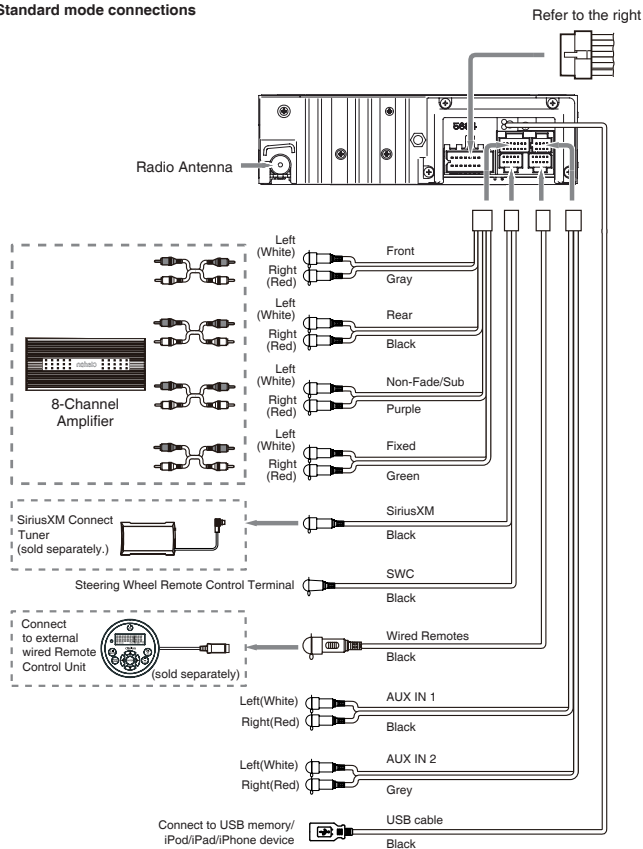 Standard mode connections
Refer to the right
Radio Antenna
Left
(White)
Front
Right
(Red)
Gray
Left
(White)
Rear
Right
(Red)
Black
Left
(White)
Non-Fade/Sub
Right
(Red)
Purple
Left
(White)
Fixed
Right
(Red)
Green
8-Channel
Amplifier
SiriusXM Connect
Tuner
(sold separately.)
SiriusXM
Black
Steering Wheel Remote Control Terminal
SWC
Black
Connect
to external
wired Remote
Control Unit
(sold separately)
Wired Remotes
Black
Left(White)
AUX IN 1
Right(Red)
Black
Left(White)
AUX IN 2
Right(Red)
Grey
Connect to USB memory/
iPod/iPad/iPhone device
USB cable
Black